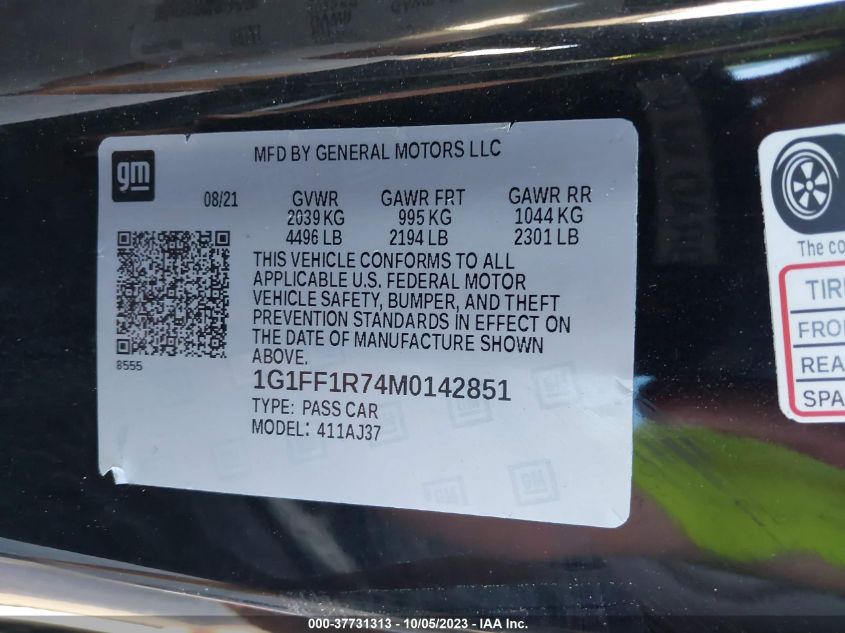 MFD BY GENERAL MOTORS LLC
gm
08/21
GVWR GAWR FRT GAWR RR
2039 KG 995 KG 1044 KG
4496 LB 2194 LB 2301 LB
THIS VEHICLE CONFORMS TO ALL
APPLICABLE U.S. FEDERAL MOTOR
VEHICLE SAFETY, BUMPER, AND THEFT
PREVENTION STANDARDS IN EFFECT ON
THE DATE OF MANUFACTURE SHOWN
ABOVE.
8555
1G1FF1R74M0142851
TYPE: PASS CAR
MODEL: 411AJ37
GM
GM
The co
TIR
FRO
REA
SPA
000-37731313 - 10/05/2023 - IAA Inc.